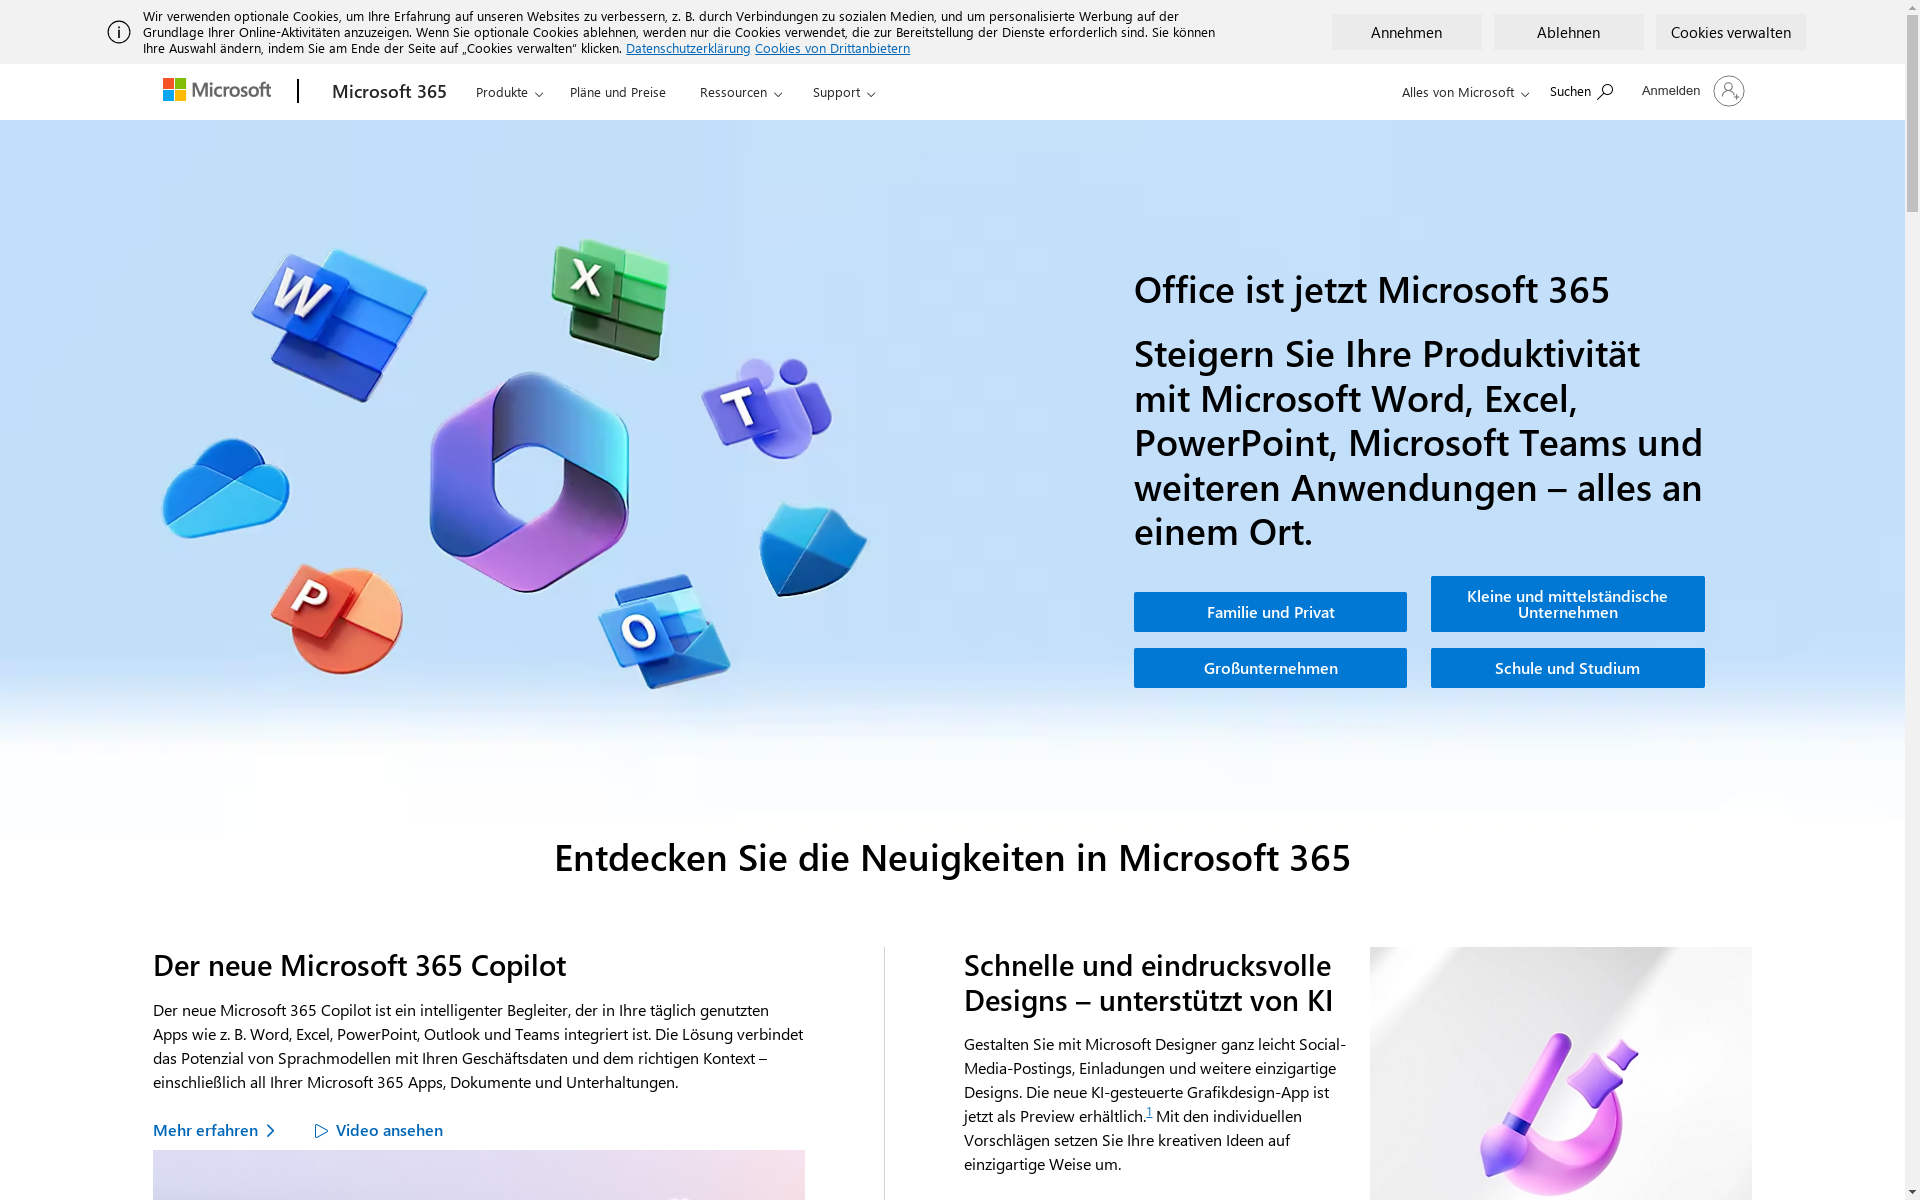 Wir verwenden optionale Cookies, um Ihre Erfahrung auf unseren Websites zu verbessern, z. B. durch Verbindungen zu sozialen Medien, und um personalisierte Werbung auf der
Grundlage Ihrer Online-Aktivitäten anzuzeigen. Wenn Sie optionale Cookies ablehnen, werden nur die Cookies verwendet, die zur Bereitstellung der Dienste erforderlich sind. Sie können
Ihre Auswahl ändern, indem Sie am Ende der Seite auf „Cookies verwalten“ klicken. Datenschutzerklärung Cookies von Drittanbietern
Annehmen
Ablehnen
Cookies verwalten
Microsoft
Microsoft 365
Produkte
Pläne und Preise
Ressourcen
Support
Alles von Microsoft
Suchen
Anmelden
W
X
T
P
O
Office ist jetzt Microsoft 365
Steigern Sie Ihre Produktivität
mit Microsoft Word, Excel,
PowerPoint, Microsoft Teams und
weiteren Anwendungen – alles an
einem Ort.
Familie und Privat
Kleine und mittelständische
Unternehmen
Großunternehmen
Schule und Studium
Entdecken Sie die Neuigkeiten in Microsoft 365
Der neue Microsoft 365 Copilot
Der neue Microsoft 365 Copilot ist ein intelligenter Begleiter, der in Ihre täglich genutzten
Apps wie z. B. Word, Excel, PowerPoint, Outlook und Teams integriert ist. Die Lösung verbindet
das Potenzial von Sprachmodellen mit Ihren Geschäftsdaten und dem richtigen Kontext –
einschließlich all Ihrer Microsoft 365 Apps, Dokumente und Unterhaltungen.
Mehr erfahren
Video ansehen
Schnelle und eindrucksvolle
Designs – unterstützt von KI
Gestalten Sie mit Microsoft Designer ganz leicht Social-
Media-Postings, Einladungen und weitere einzigartige
Designs. Die neue KI-gesteuerte Grafikdesign-App ist
jetzt als Preview erhältlich.1 Mit den individuellen
Vorschlägen setzen Sie Ihre kreativen Ideen auf
einzigartige Weise um.